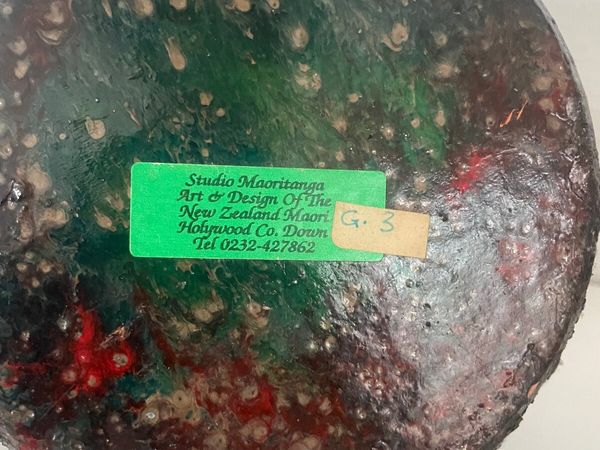 Studio Maoritanga
Art & Design Of The
New Zealand Maori
Holywood Co. Down
Tel 0232-427862
G. 3